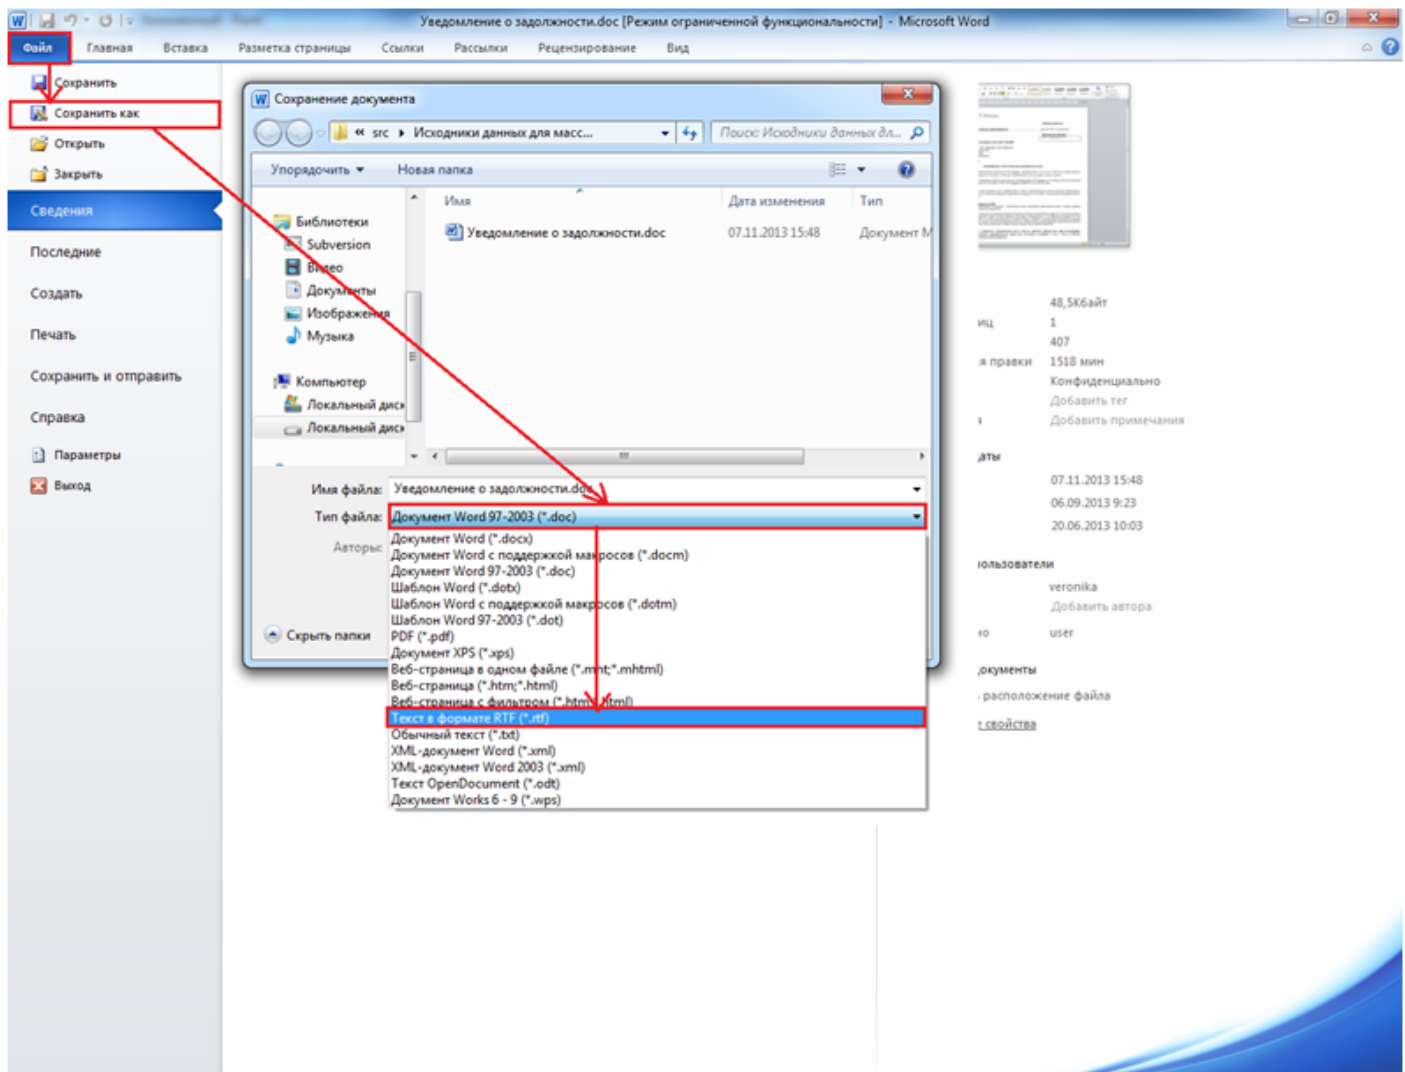 Уведомление о задолжности.doc [Режим ограниченной функциональности] - Microsoft Word
Файл Главная Вставка Разметка страницы Ссылки Рассылки Рецензирование Вид
Сохранить
Сохранить как
Открыть
Закрыть
Сведения
Последние
Создать
Печать
Сохранить и отправить
Справка
Параметры
Выход
Сохранение документа
« src Исходники данных для масс... Поиск: Исходники данных дл...
Упорядочить Новая папка
Имя Дата изменения Тип
Уведомление о задолжности.doc 07.11.2013 15:48 Документ M
Библиотеки
Subversion
Видео
Документы
Изображения
Музыка
Компьютер
Локальный диск
Локальный диск
Имя файла: Уведомление о задолжности.doc
Тип файла: Документ Word 97-2003 (*.doc)
Авторы:
Документ Word (*.docx)
Документ Word с поддержкой макросов (*.docm)
Документ Word 97-2003 (*.doc)
Шаблон Word (*.dotx)
Шаблон Word с поддержкой макросов (*.dotm)
Шаблон Word 97-2003 (*.dot)
PDF (*.pdf)
Документ XPS (*.xps)
Веб-страница в одном файле (*.mht;*.mhtml)
Веб-страница (*.htm;*.html)
Веб-страница с фильтром (*.htm;*.html)
Текст в формате RTF (*.rtf)
Обычный текст (*.txt)
XML-документ Word (*.xml)
XML-документ Word 2003 (*.xml)
Текст OpenDocument (*.odt)
Документ Works 6 - 9 (*.wps)
Скрыть папки
48,5Кбайт
иц 1
407
я правки 1518 мин
Конфиденциально
Добавить тег
Добавить примечания
даты
07.11.2013 15:48
06.09.2013 9:23
20.06.2013 10:03
ользователи
veronika
Добавить автора
но user
документы
расположение файла
е свойства